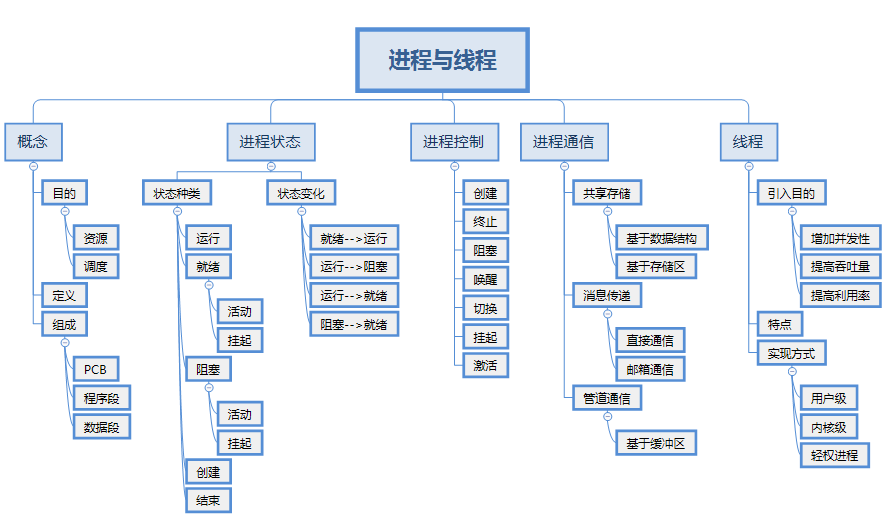 进程与线程
概念
目的
资源
调度
定义
组成
PCB
程序段
数据段
进程状态
状态种类
运行
就绪
活动
挂起
阻塞
活动
挂起
创建
结束
状态变化
就绪-->运行
运行-->阻塞
运行-->就绪
阻塞-->就绪
进程控制
创建
终止
阻塞
唤醒
切换
挂起
激活
进程通信
共享存储
基于数据结构
基于存储区
消息传递
直接通信
邮箱通信
管道通信
基于缓冲区
线程
引入目的
增加并发性
提高吞吐量
提高利用率
特点
实现方式
用户级
内核级
轻权进程